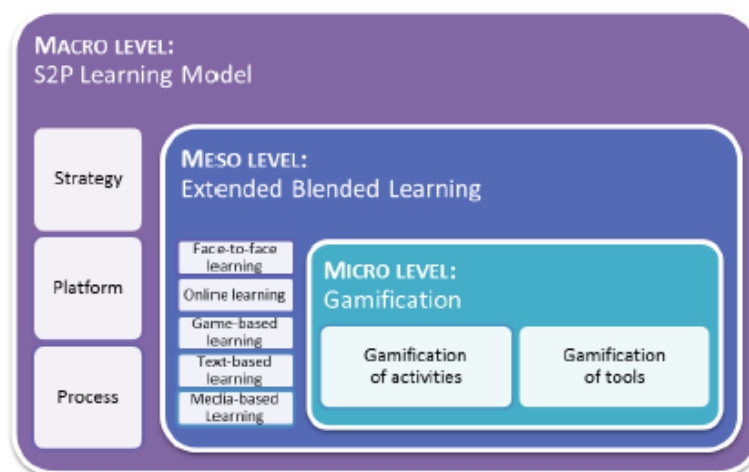 MACRO LEVEL:
S2P Learning Model
Strategy
Platform
Process
MESO LEVEL:
Extended Blended Learning
Face-to-face
learning
Online learning
Game-based
learning
Text-based
learning
Media-based
Learning
MICRO LEVEL:
Gamification
Gamification
of activities
Gamification
of tools